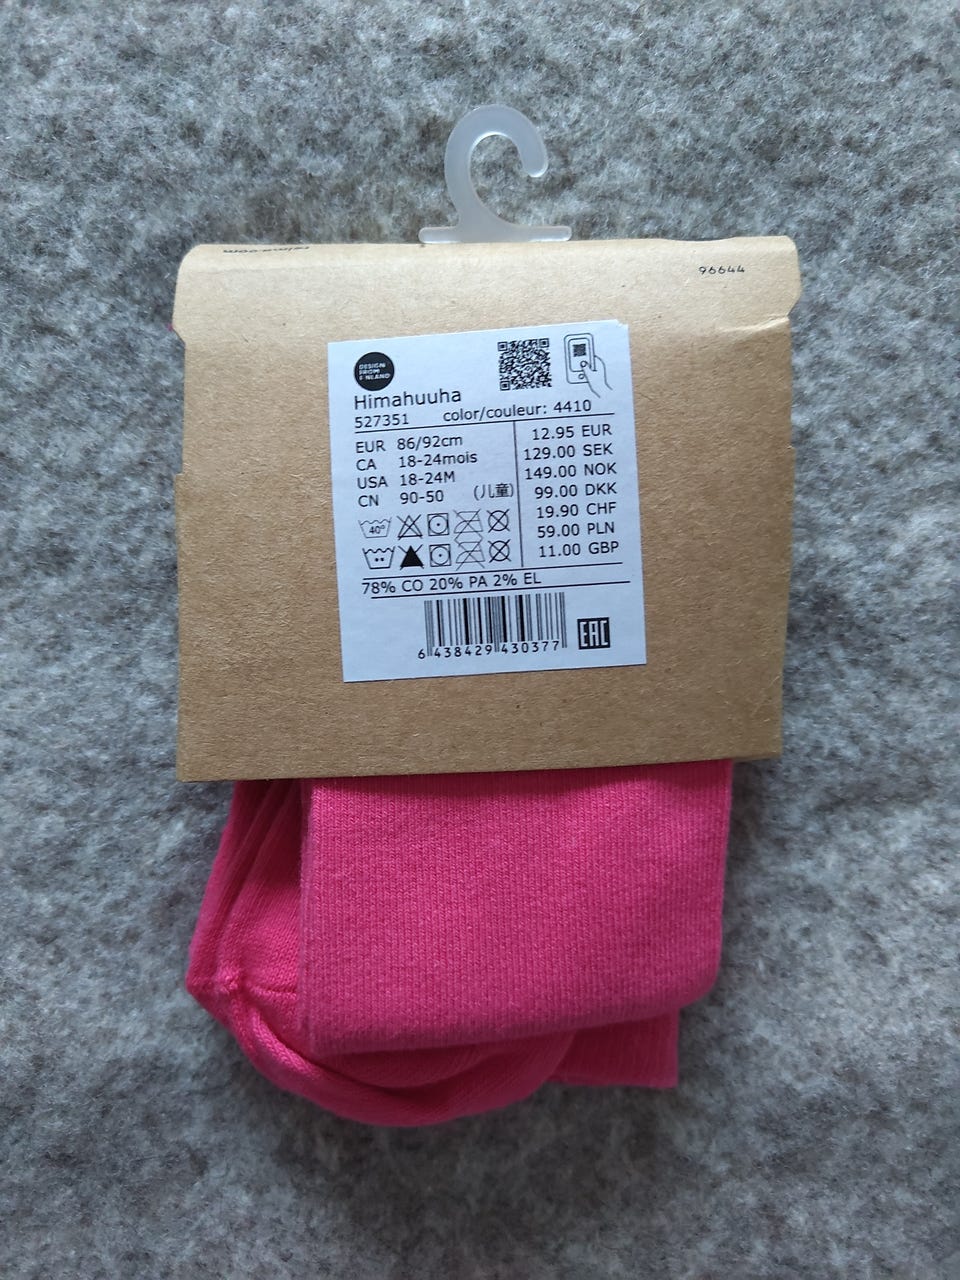 reima.com
96644
DESIGN
FROM
FINLAND
Himahuuha
527351 color/couleur: 4410
EUR 86/92cm
CA 18-24mois
USA 18-24M
CN 90-50 (儿童)
12.95 EUR
129.00 SEK
149.00 NOK
99.00 DKK
19.90 CHF
59.00 PLN
11.00 GBP
40°
78% CO 20% PA 2% EL
6 438429 430377
EAC